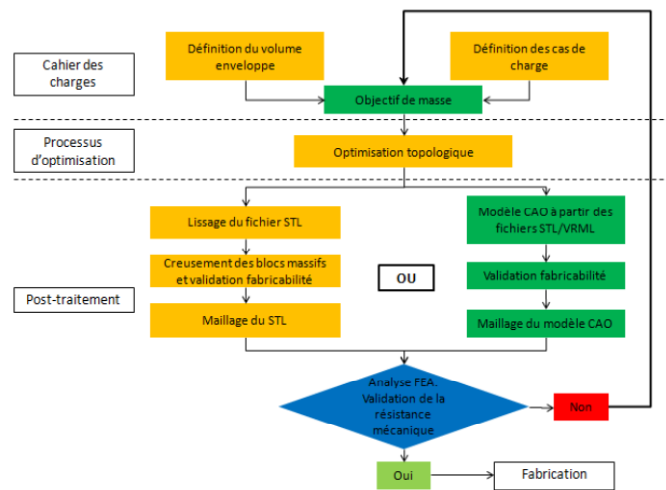 Cahier des
charges
Définition du volume
enveloppe
Définition des cas de
charge
Objectif de masse
Processus
d'optimisation
Optimisation topologique
Post-traitement
Lissage du fichier STL
Creusement des blocs massifs
et validation fabricabilité
Maillage du STL
OU
Modèle CAO à partir des
fichiers STL/VRML
Validation fabricabilité
Maillage du modèle CAO
Analyse FEA.
Validation de la
résistance
mécanique
Non
Oui
Fabrication